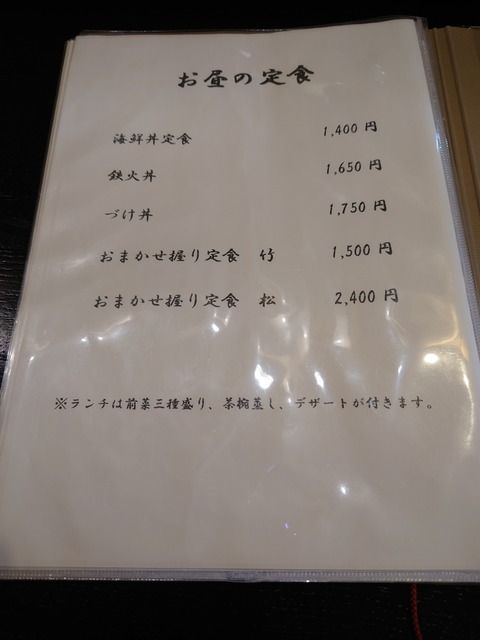 お昼の定食
海鮮丼定食 1,400 円
鉄火丼 1,650 円
づけ丼 1,750 円
おまかせ握り定食 竹 1,500 円
おまかせ握り定食 松 2,400 円
※ランチは前菜三種盛り、茶椀蒸し、デザートが付きます。